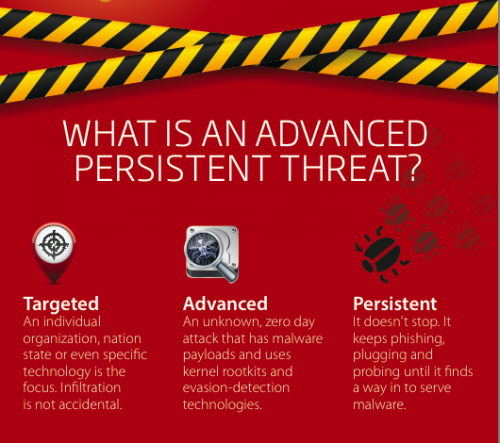 WHAT IS AN ADVANCED
PERSISTENT THREAT?
Targeted
An individual
organization, nation
state or even specific
technology is the
focus. Infiltration
is not accidental.
Advanced
An unknown, zero day
attack that has malware
payloads and uses
kernel rootkits and
evasion-detection
technologies.
Persistent
It doesn't stop. It
keeps phishing,
plugging and
probing until it finds
a way in to serve
malware.